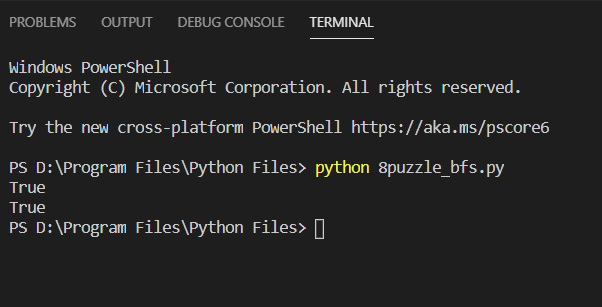 PROBLEMS OUTPUT DEBUG CONSOLE TERMINAL
Windows PowerShell
Copyright (C) Microsoft Corporation. All rights reserved.
Try the new cross-platform PowerShell https://aka.ms/pscore6
PS D:\Program Files\Python Files> python 8puzzle_bfs.py
True
True
PS D:\Program Files\Python Files>